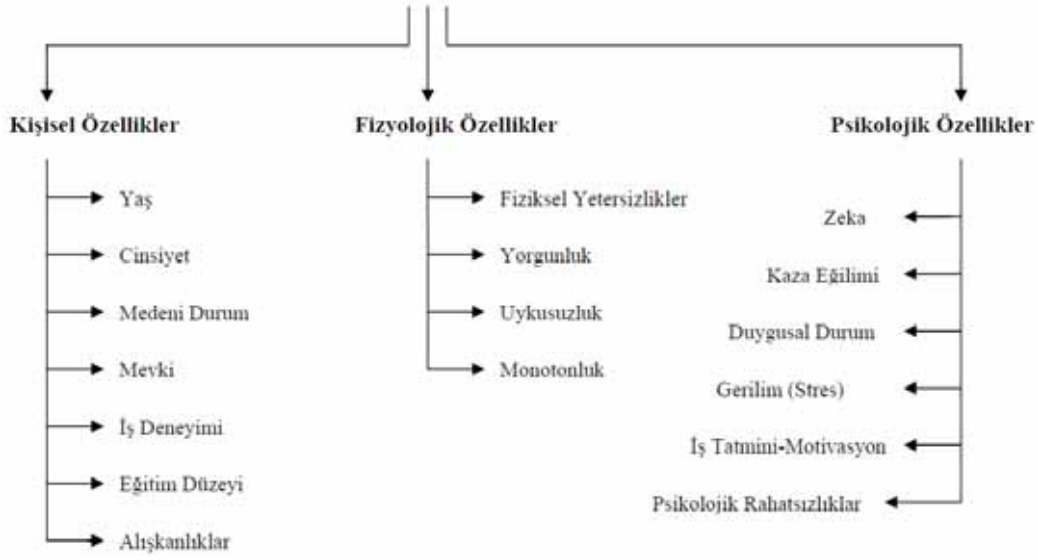 Kişisel Özellikler
Yaş
Cinsiyet
Medeni Durum
Mevki
İş Deneyimi
Eğitim Düzeyi
Alışkanlıklar
Fizyolojik Özellikler
Fiziksel Yetersizlikler
Yorgunluk
Uykusuzluk
Monotonluk
Psikolojik Özellikler
Zeka
Kaza Eğilimi
Duygusal Durum
Gerilim (Stres)
İş Tatmini-Motivasyon
Psikolojik Rahatsızlıklar